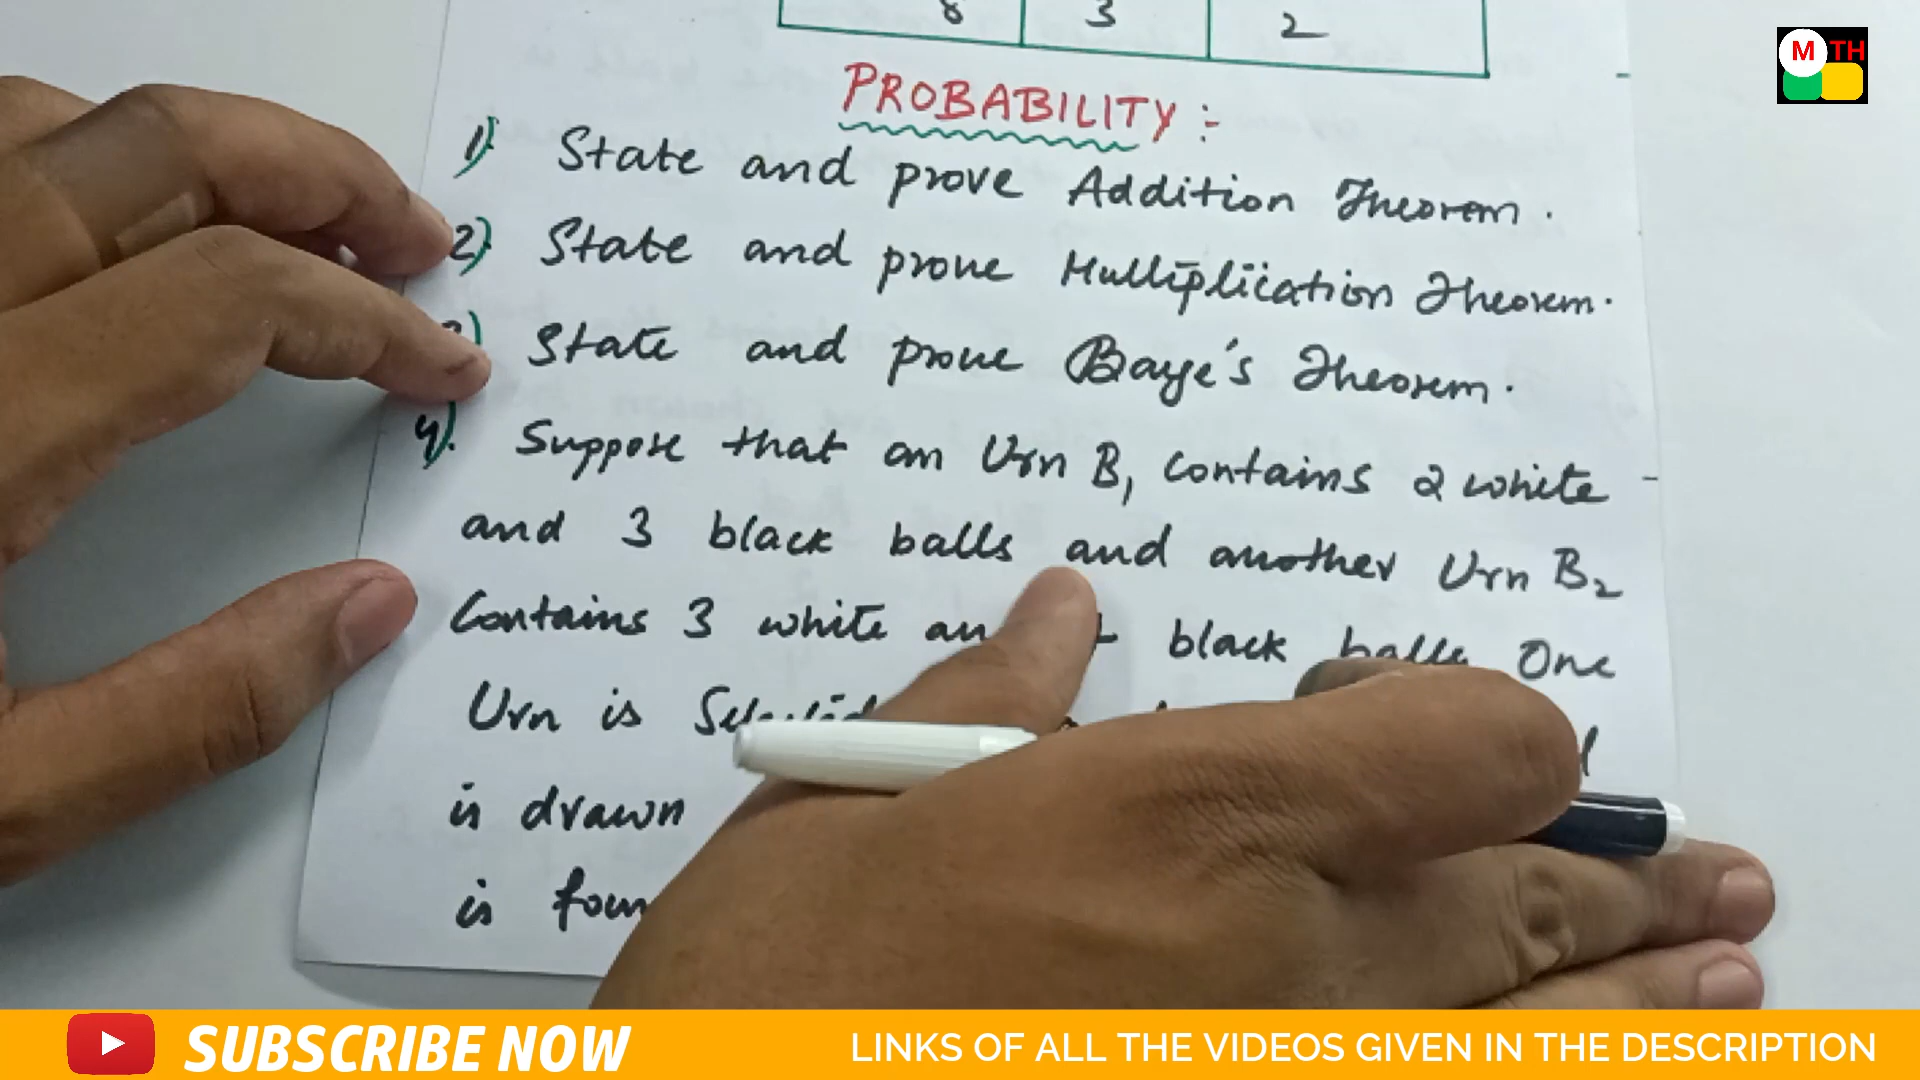 8 3 2
M TH
PROBABILITY :-
1) State and prove Addition Theorem.
2) State and prove Multiplication Theorem.
State and prove Baye's Theorem.
4). Suppose that an Urn B1 contains 2 white
and 3 black balls and another Urn B2
Contains 3 white black balls One
Urn is
is drawn
is
SUBSCRIBE NOW
LINKS OF ALL THE VIDEOS GIVEN IN THE DESCRIPTION